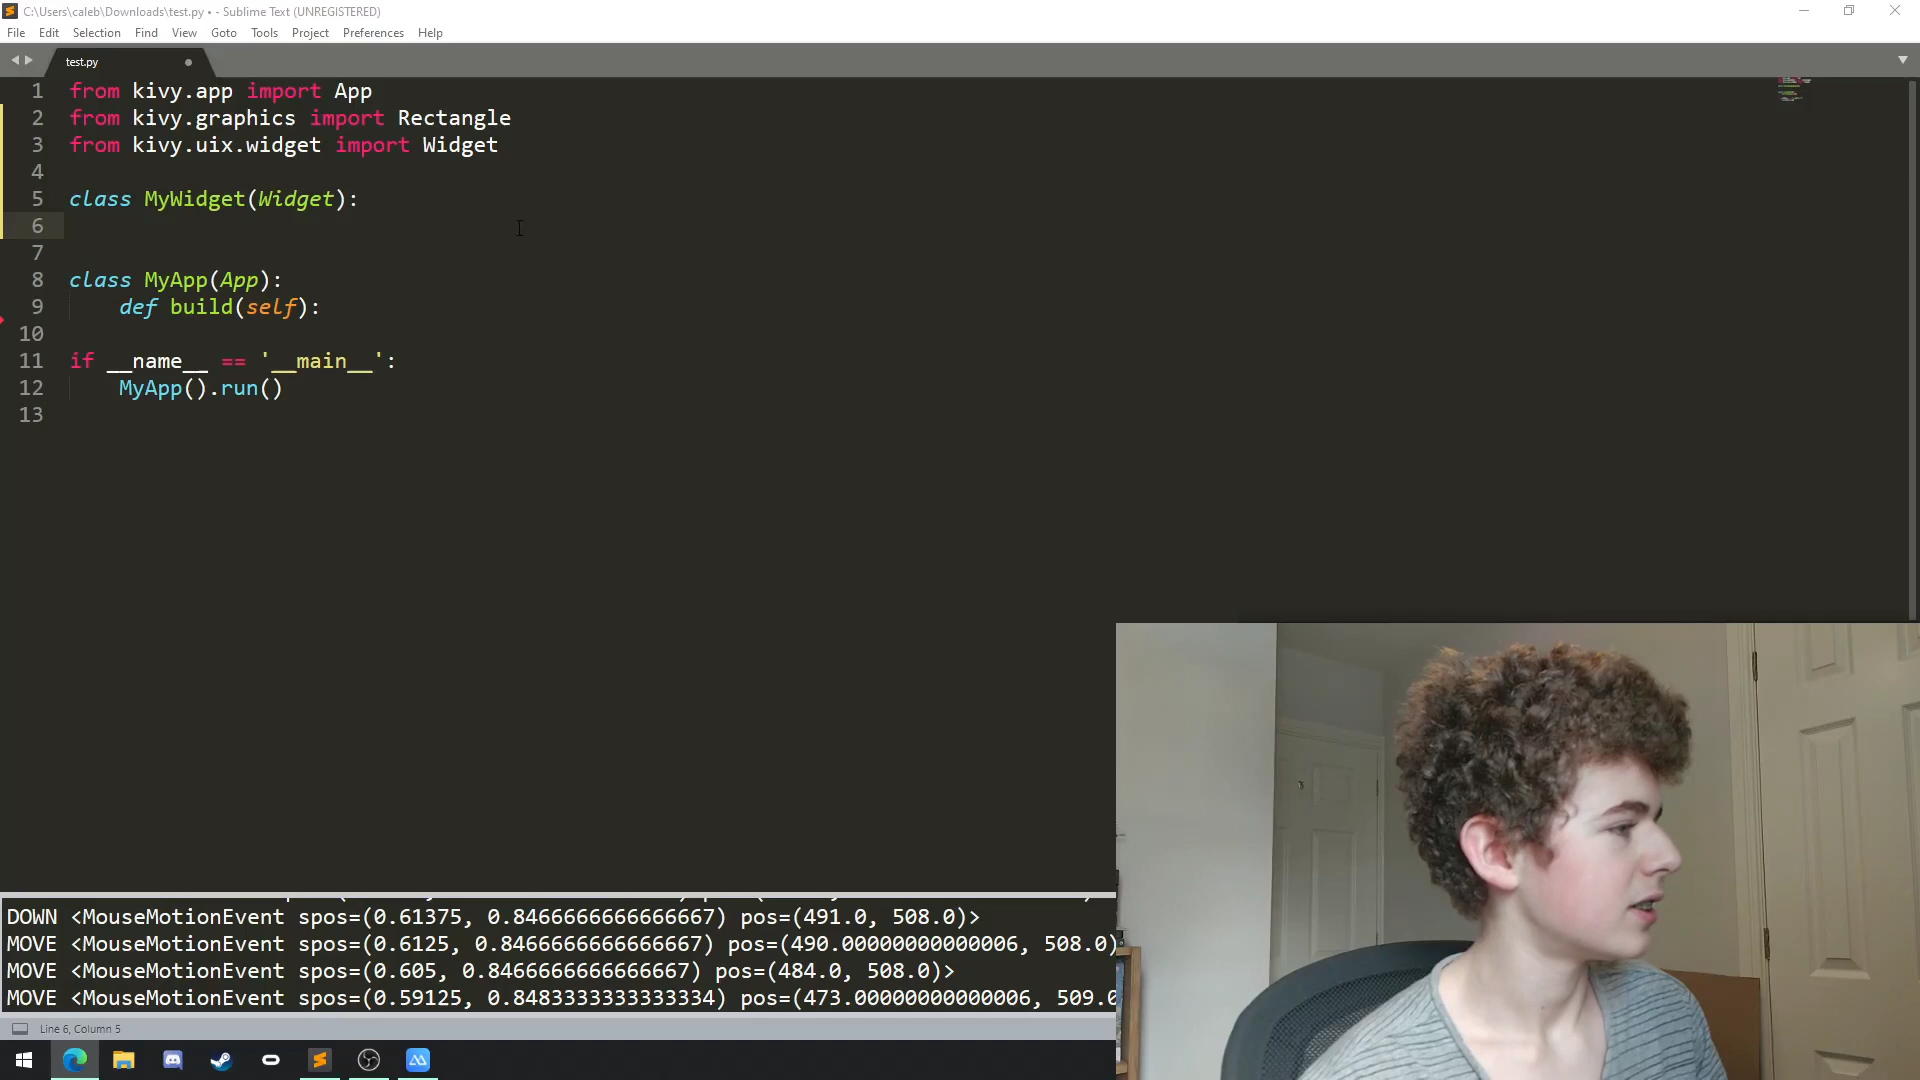 C:\Users\caleb\Downloads\test.py • - Sublime Text (UNREGISTERED)
File Edit Selection Find View Goto Tools Project Preferences Help
test.py
1 from kivy.app import App
2 from kivy.graphics import Rectangle
3 from kivy.uix.widget import Widget
4
5 class MyWidget(Widget):
6
7
8 class MyApp(App):
9 def build(self):
10
11 if __name__ == '__main__':
12 MyApp().run()
13
DOWN <MouseMotionEvent spos=(0.61375, 0.8466666666666667) pos=(491.0, 508.0)>
MOVE <MouseMotionEvent spos=(0.6125, 0.8466666666666667) pos=(490.00000000000006, 508.0)
MOVE <MouseMotionEvent spos=(0.605, 0.8466666666666667) pos=(484.0, 508.0)>
MOVE <MouseMotionEvent spos=(0.59125, 0.8483333333333334) pos=(473.00000000000006, 509.0
Line 6, Column 5